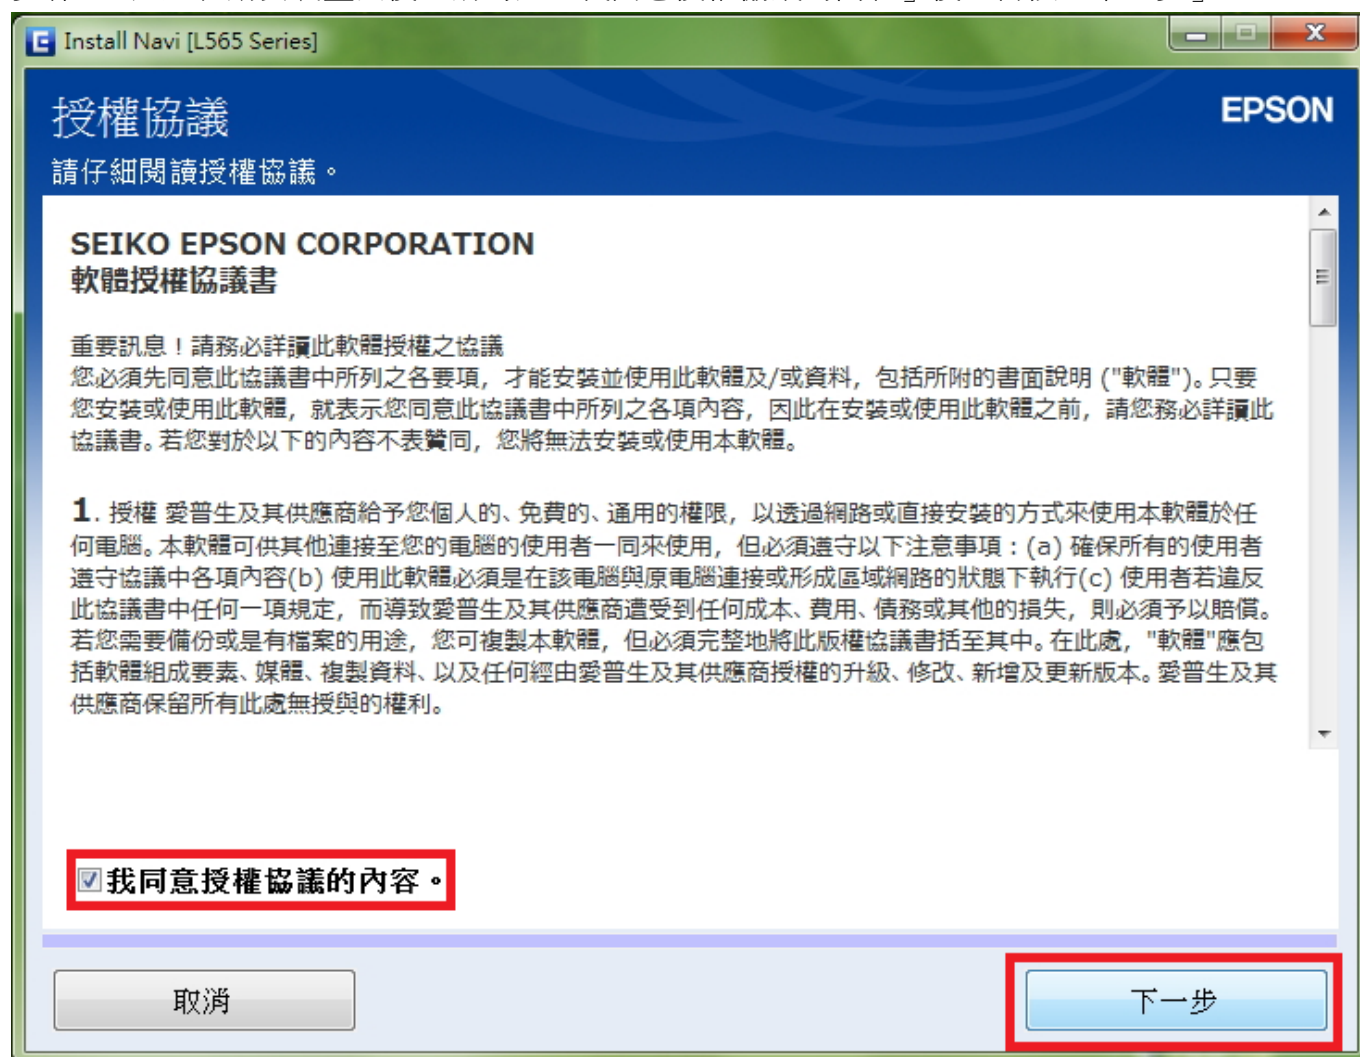 Install Navi [L565 Series]
授權協議
EPSON
請仔細閱讀授權協議。
SEIKO EPSON CORPORATION
軟體授權協議書
重要訊息！請務必詳讀此軟體授權之協議
您必須先同意此協議書中所列之各要項，才能安裝並使用此軟體及/或資料，包括所附的書面說明 ("軟體")。只要
您安裝或使用此軟體，就表示您同意此協議書中所列之各項內容，因此在安裝或使用此軟體之前，請您務必詳讀此
協議書。若您對於以下的內容不表贊同，您將無法安裝或使用本軟體。
1. 授權 愛普生及其供應商給予您個人的、免費的、通用的權限，以透過網路或直接安裝的方式來使用本軟體於任
何電腦。本軟體可供其他連接至您的電腦的使用者一同來使用，但必須遵守以下注意事項：(a) 確保所有的使用者
遵守協議中各項內容(b) 使用此軟體必須是在該電腦與原電腦連接或形成區域網路的狀態下執行(c) 使用者若違反
此協議書中任何一項規定，而導致愛普生及其供應商遭受到任何成本、費用、債務或其他的損失，則必須予以賠償。
若您需要備份或是有檔案的用途，您可複製本軟體，但必須完整地將此版權協議書括至其中。在此處，"軟體"應包
括軟體組成要素、媒體、複製資料、以及任何經由愛普生及其供應商授權的升級、修改、新增及更新版本。愛普生及其
供應商保留所有此處無授與的權利。
我同意授權協議的內容。
取消
下一步